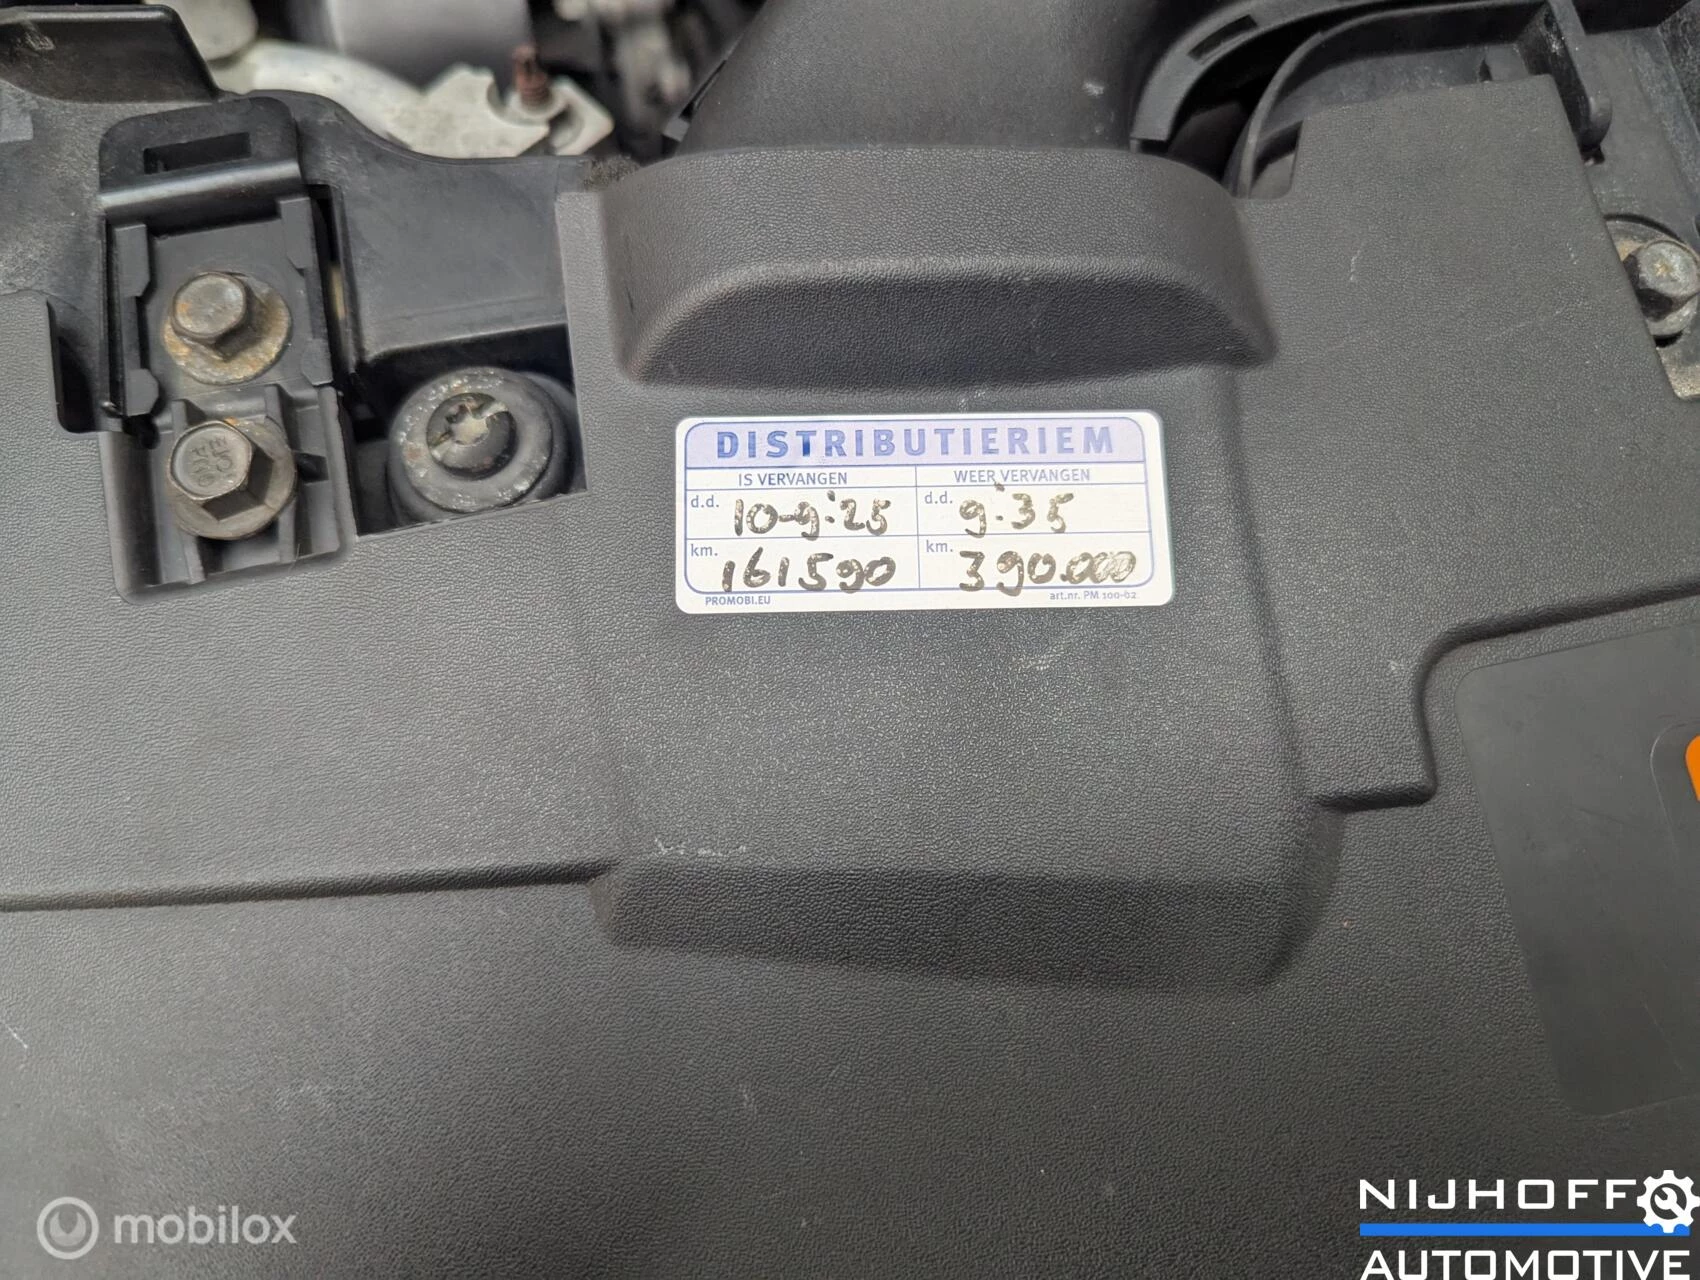 DISTRIBUTIERIEM
IS VERVANGEN WEER VERVANGEN
d.d. 10-9-'25 d.d. 9-'35
km. 161590 km. 390.000
PROMOBI.EU art.nr. PM 100-02
mobilox
NIJHOFF
AUTOMOTIVE